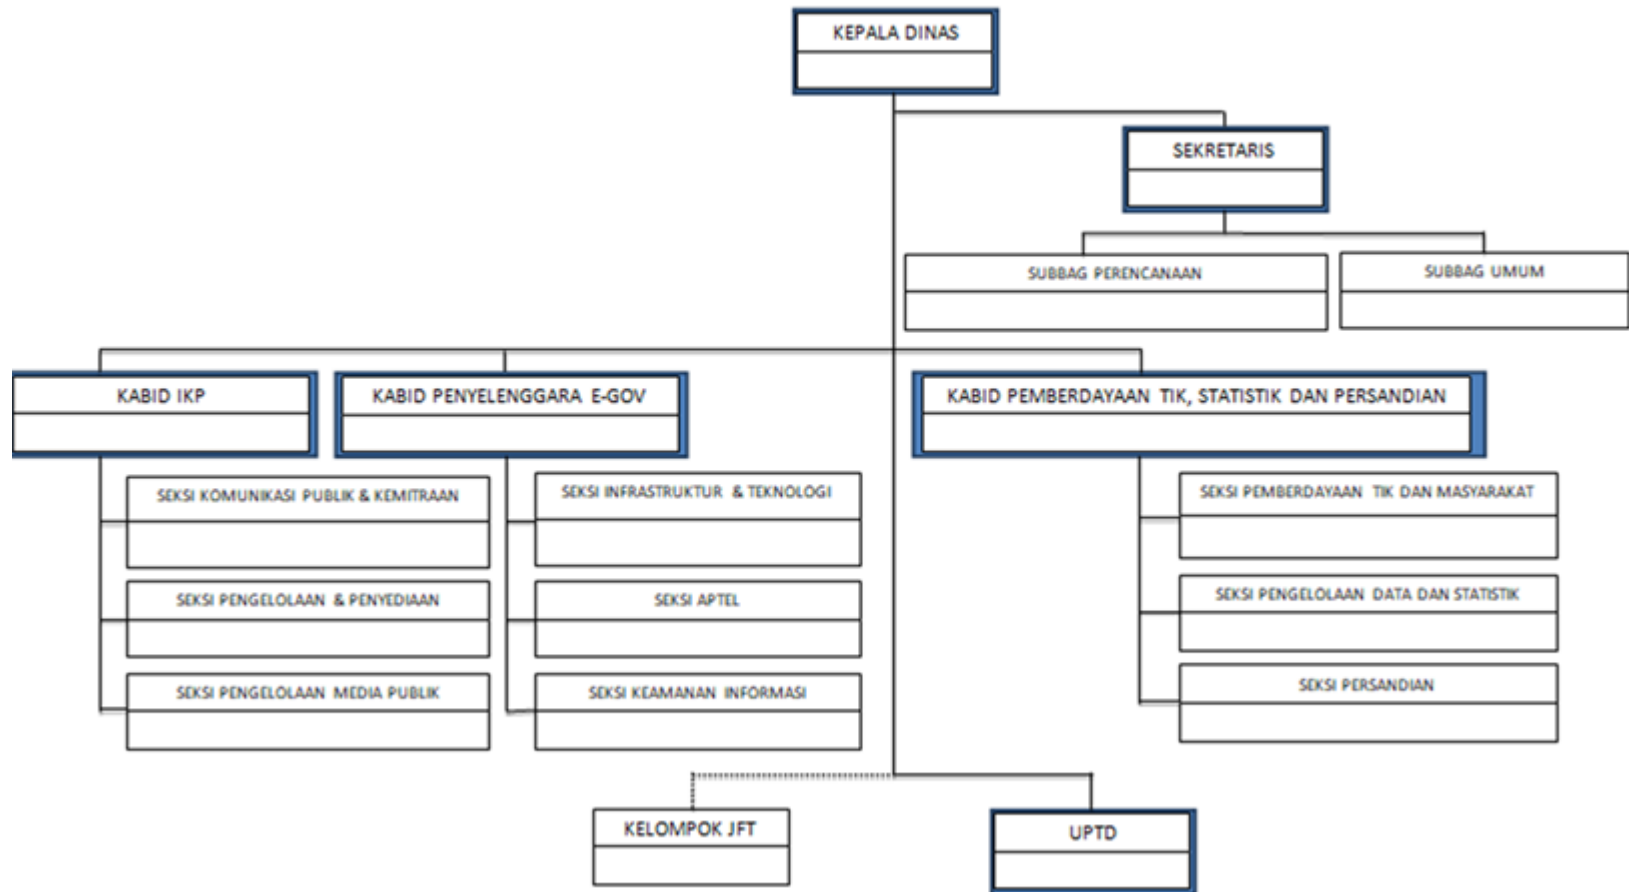 KEPALA DINAS
SEKRETARIS
SUBBAG PERENCANAAN
SUBBAG UMUM
KABID IKP
KABID PENYELENGGARA E-GOV
KABID PEMBERDAYAAN TIK, STATISTIK DAN PERSANDIAN
SEKSI KOMUNIKASI PUBLIK & KEMITRAAN
SEKSI PENGELOLAAN & PENYEDIAAN
SEKSI PENGELOLAAN MEDIA PUBLIK
SEKSI INFRASTRUKTUR & TEKNOLOGI
SEKSI APTEL
SEKSI KEAMANAN INFORMASI
SEKSI PEMBERDAYAAN TIK DAN MASYARAKAT
SEKSI PENGELOLAAN DATA DAN STATISTIK
SEKSI PERSANDIAN
KELOMPOK JFT
UPTD